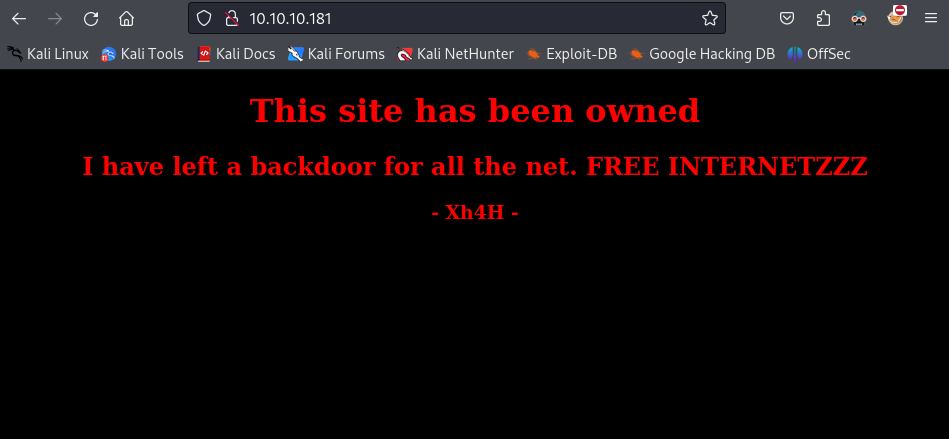 10.10.10.181
Kali Linux Kali Tools Kali Docs Kali Forums Kali NetHunter Exploit-DB Google Hacking DB OffSec
This site has been owned
I have left a backdoor for all the net. FREE INTERNETZZZ
- Xh4H -